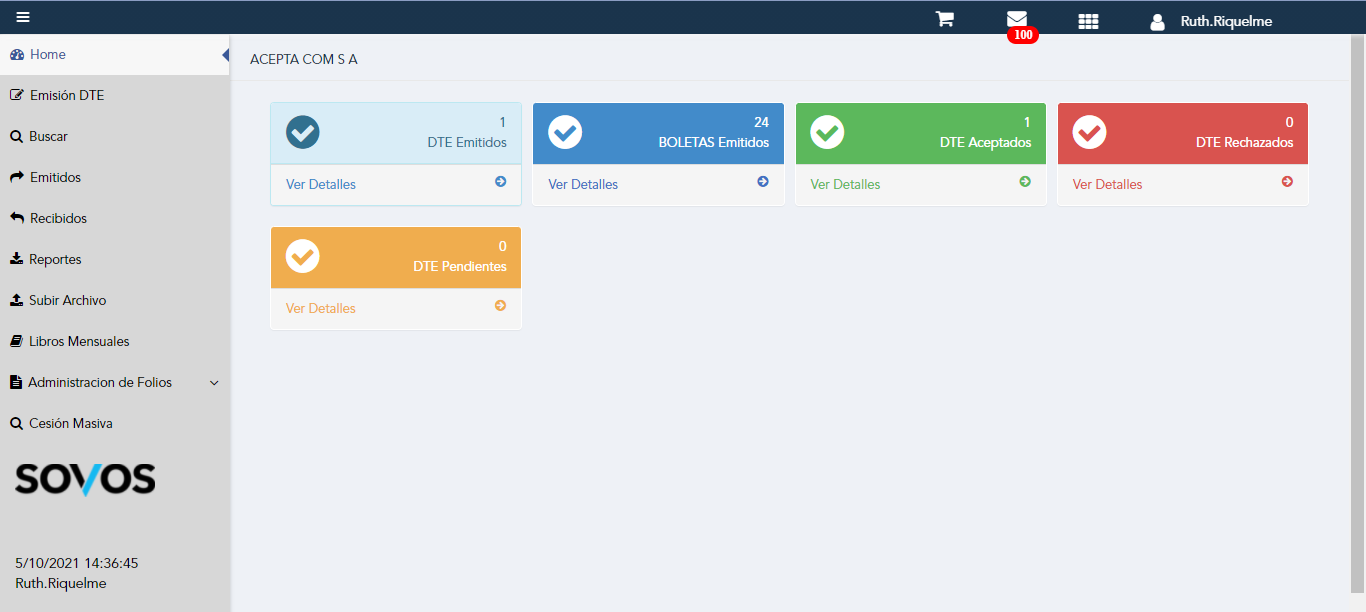 Ruth.Riquelme
100
Home
ACEPTA COM S A
Emisión DTE
Buscar
Emitidos
Recibidos
Reportes
Subir Archivo
Libros Mensuales
Administracion de Folios
Cesión Masiva
SOVOS
5/10/2021 14:36:45
Ruth.Riquelme
1
DTE Emitidos
Ver Detalles
24
BOLETAS Emitidos
Ver Detalles
1
DTE Aceptados
Ver Detalles
0
DTE Rechazados
Ver Detalles
0
DTE Pendientes
Ver Detalles